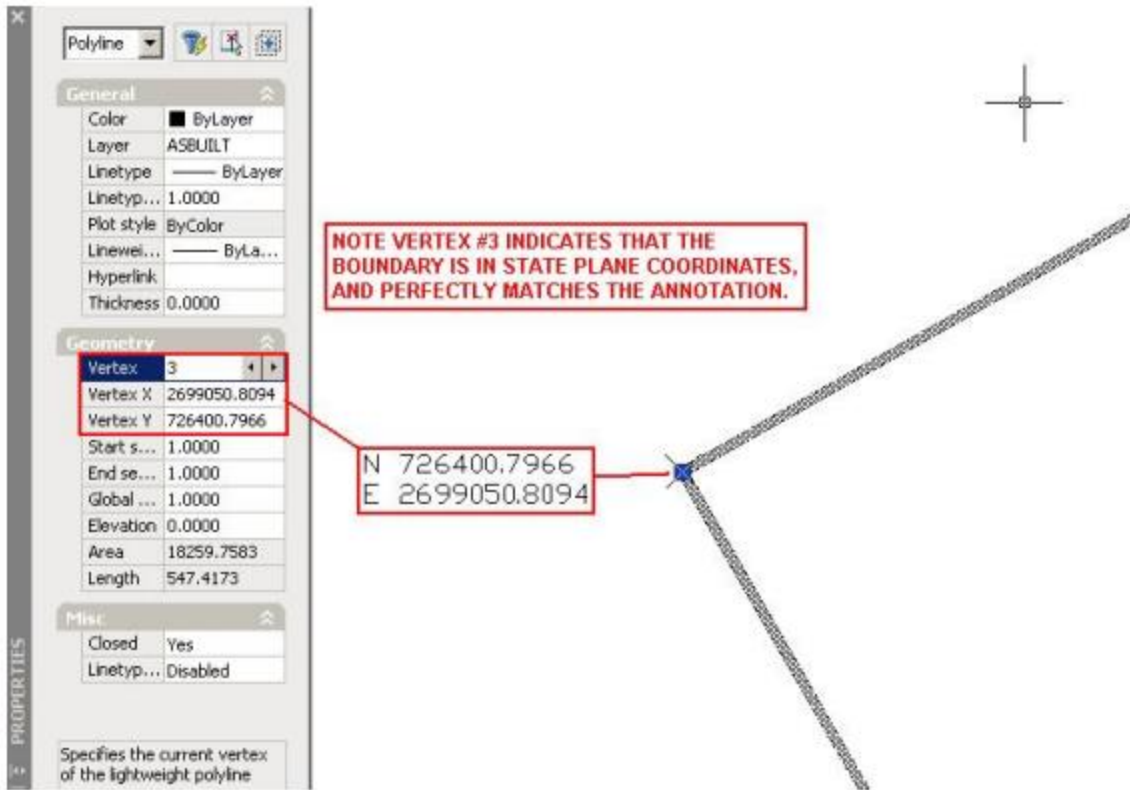 Polyline
General
Color ByLayer
Layer ASBUILT
Linetype ByLayer
Linetyp... 1.0000
Plot style ByColor
Linewei... ByLa...
Hyperlink
Thickness 0.0000
Geometry
Vertex 3
Vertex X 2699050.8094
Vertex Y 726400.7966
Start s... 1.0000
End se... 1.0000
Global ... 1.0000
Elevation 0.0000
Area 18259.7583
Length 547.4173
Misc
Closed Yes
Linetyp... Disabled
Specifies the current vertex
of the lightweight polyline
PROPERTIES
NOTE VERTEX #3 INDICATES THAT THE
BOUNDARY IS IN STATE PLANE COORDINATES,
AND PERFECTLY MATCHES THE ANNOTATION.
N 726400.7966
E 2699050.8094